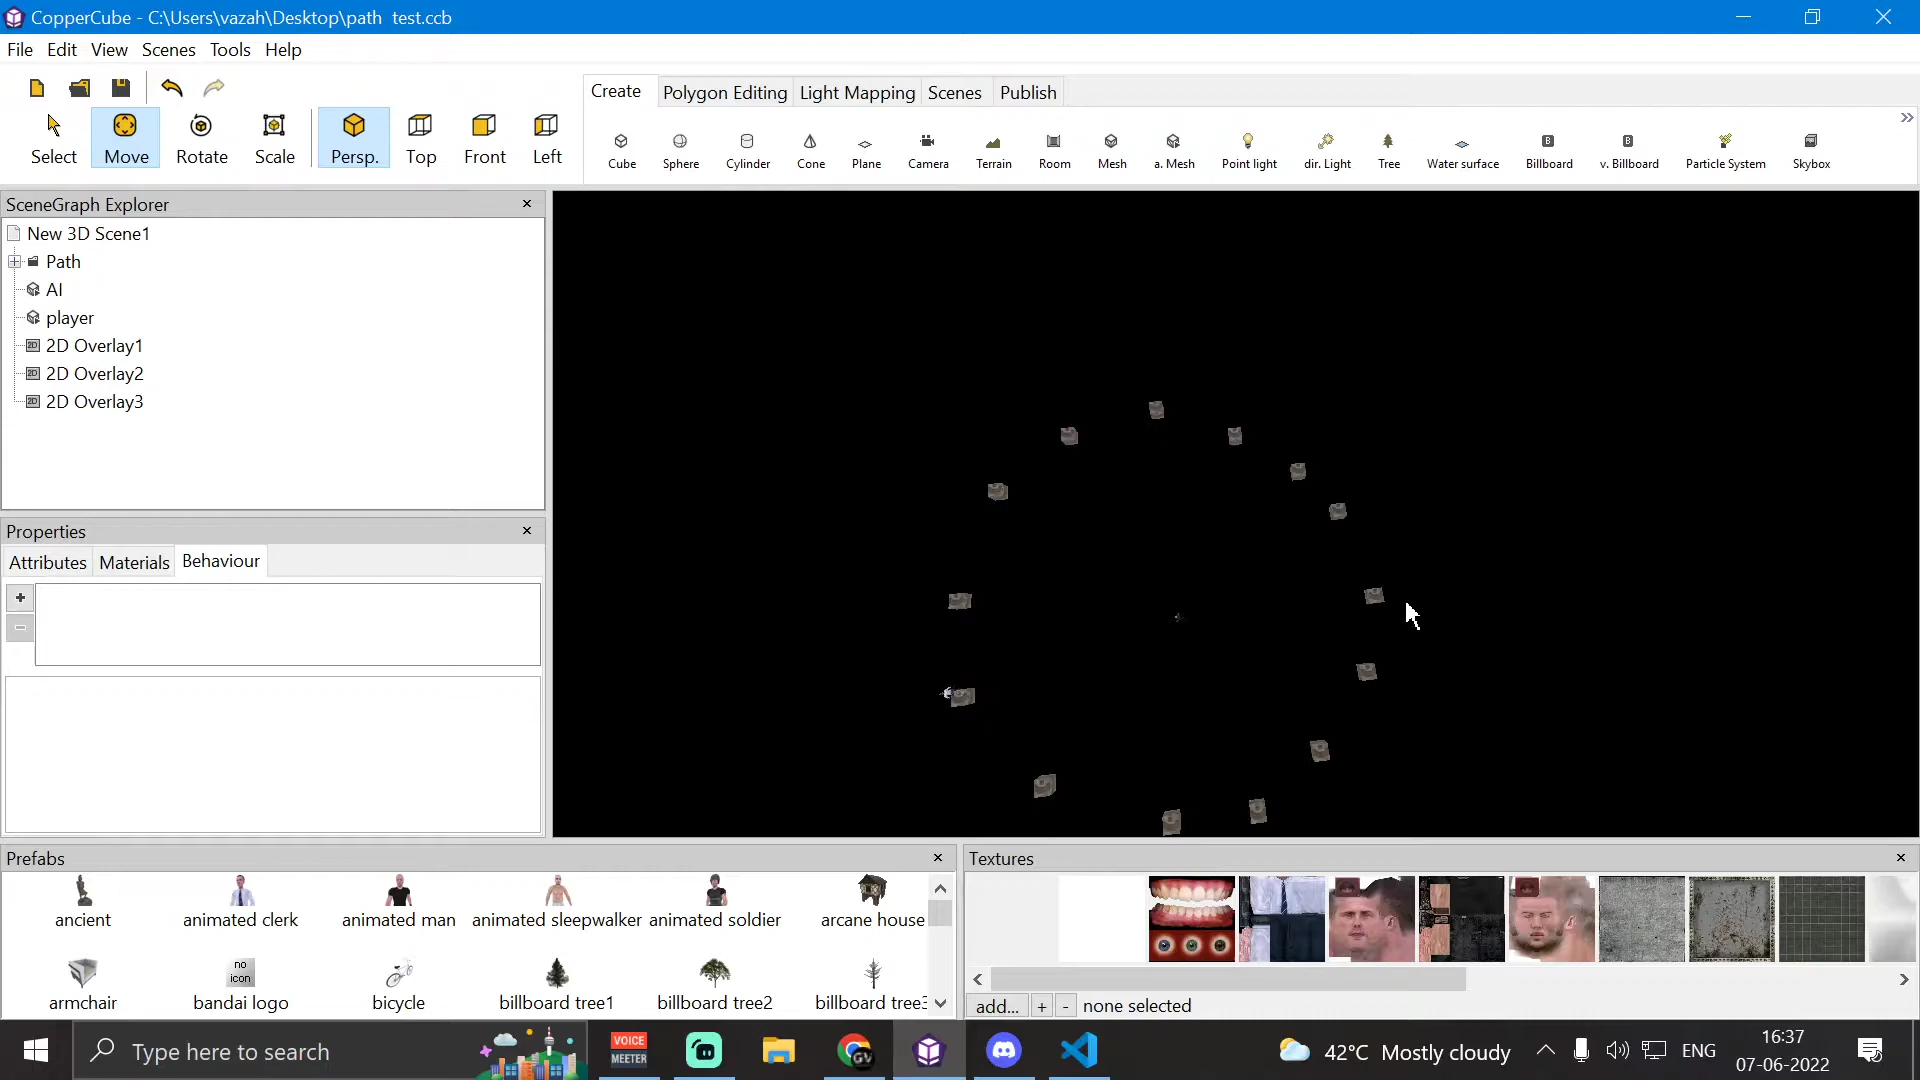 CopperCube - C:\Users\vazah\Desktop\path  test.ccb
File Edit View Scenes Tools Help
Create Polygon Editing Light Mapping Scenes Publish
Select Move Rotate Scale Persp. Top Front Left
Cube Sphere Cylinder Cone Plane Camera Terrain Room Mesh a. Mesh Point light dir. Light Tree Water surface Billboard v. Billboard Particle System Skybox
SceneGraph Explorer
New 3D Scene1
Path
AI
player
2D Overlay1
2D Overlay2
2D Overlay3
Properties
Attributes Materials Behaviour
Prefabs
ancient animated clerk animated man animated sleepwalker animated soldier arcane house
no
icon
armchair bandai logo bicycle billboard tree1 billboard tree2 billboard tree3
Textures
add... + - none selected
Type here to search
VOICE
MEETER
GV
42°C Mostly cloudy
ENG
16:37
07-06-2022